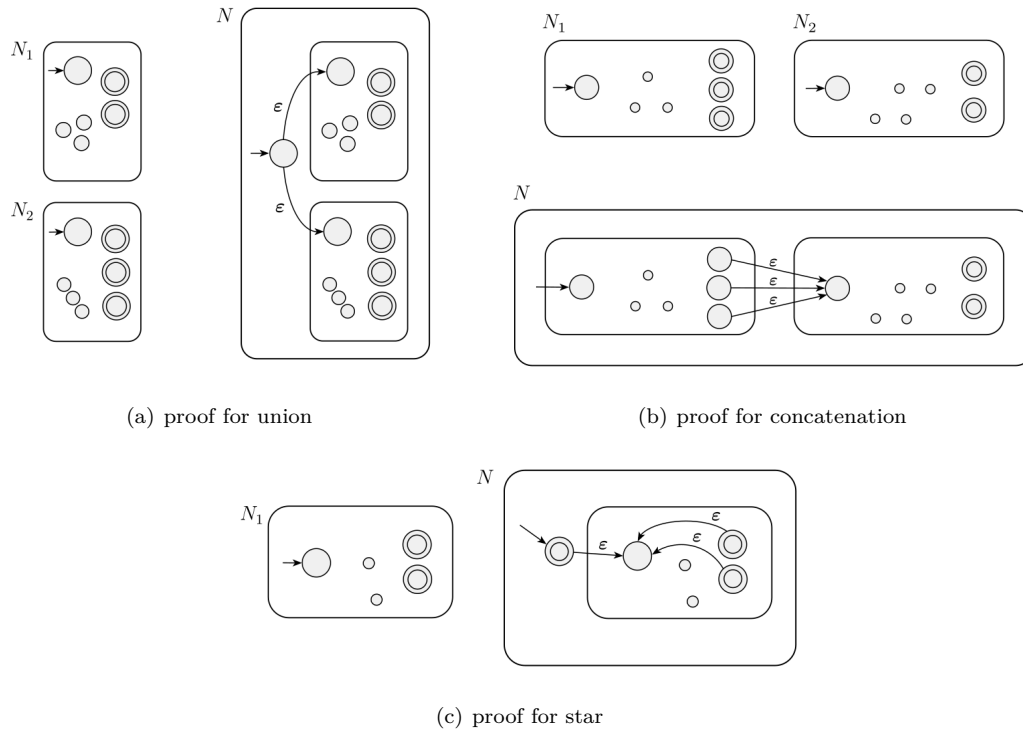 N₁
N₂
N
ε
ε
(a) proof for union
N₁
N₂
N
ε
ε
ε
(b) proof for concatenation
N₁
N
ε
ε
ε
(c) proof for star